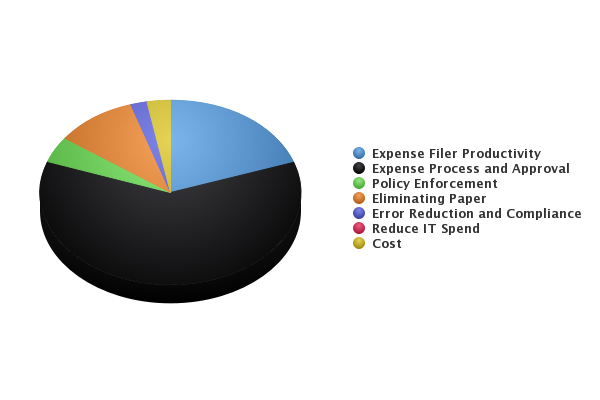 Expense Filer Productivity
Expense Process and Approval
Policy Enforcement
Eliminating Paper
Error Reduction and Compliance
Reduce IT Spend
Cost